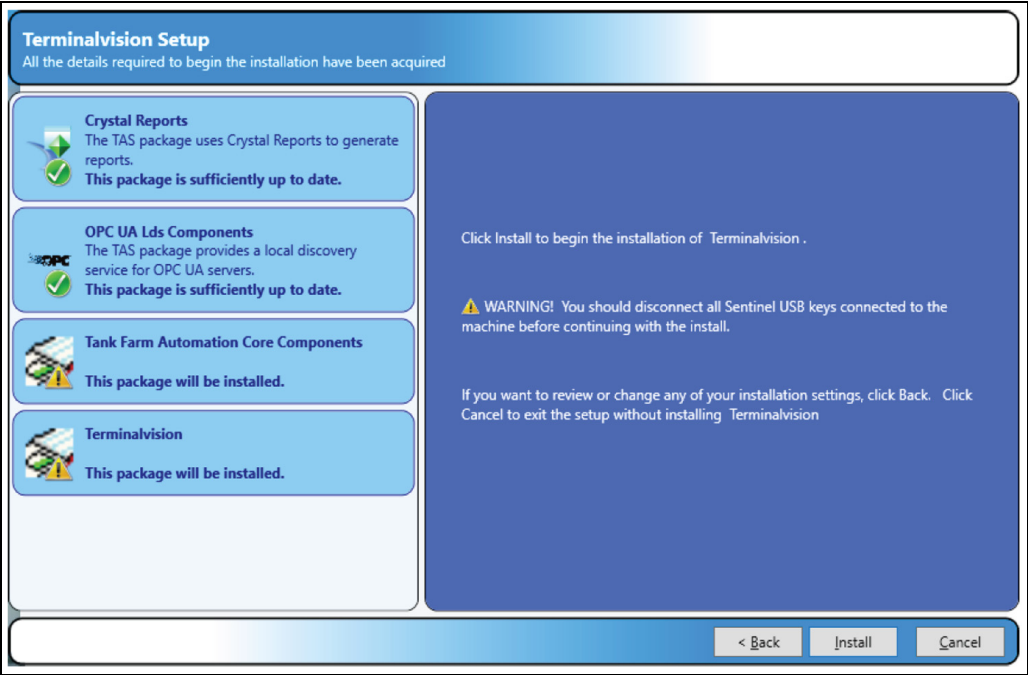 Terminalvision Setup
All the details required to begin the installation have been acquired
Crystal Reports
The TAS package uses Crystal Reports to generate
reports.
This package is sufficiently up to date.
OPC UA Lds Components
The TAS package provides a local discovery
service for OPC UA servers.
This package is sufficiently up to date.
OPC
Tank Farm Automation Core Components
This package will be installed.
Terminalvision
This package will be installed.
Click Install to begin the installation of Terminalvision .
WARNING! You should disconnect all Sentinel USB keys connected to the
machine before continuing with the install.
If you want to review or change any of your installation settings, click Back. Click
Cancel to exit the setup without installing Terminalvision
< Back
Install
Cancel